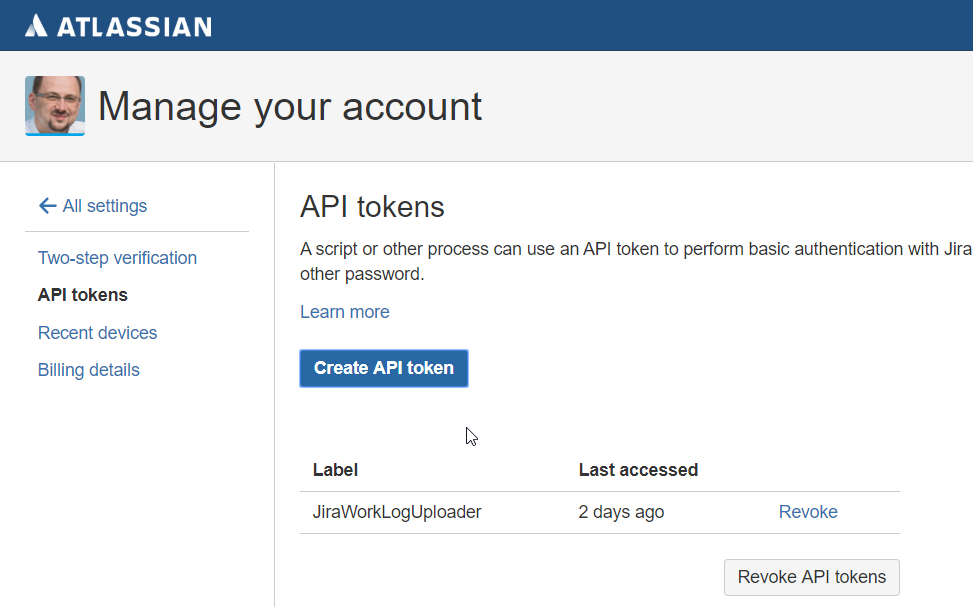 ATLASSIAN
Manage your account
All settings
Two-step verification
API tokens
Recent devices
Billing details
API tokens
A script or other process can use an API token to perform basic authentication with Jira
other password.
Learn more
Create API token
Label Last accessed
JiraWorkLogUploader 2 days ago Revoke
Revoke API tokens